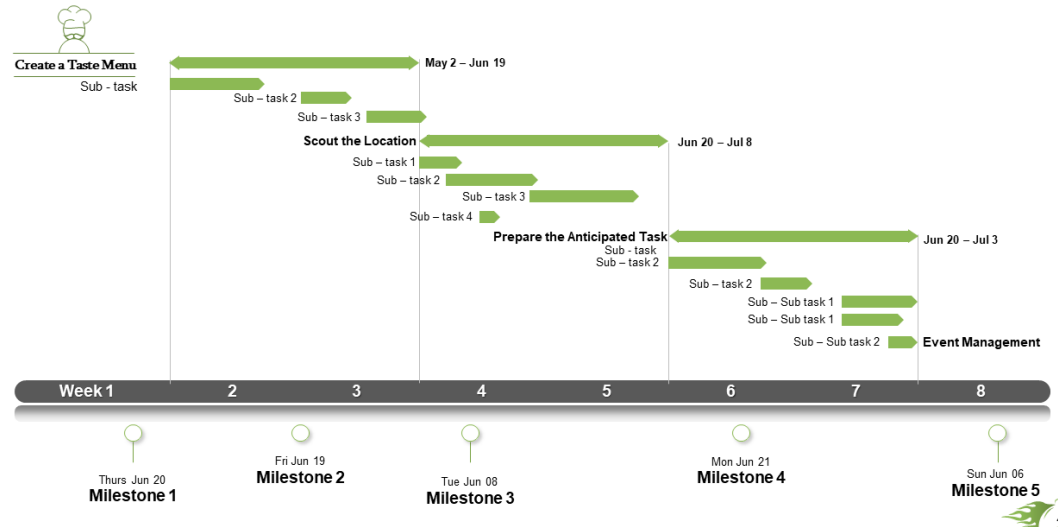 Create a Taste Menu
May 2 – Jun 19
Sub - task
Sub – task 2
Sub – task 3
Scout the Location
Jun 20 – Jul 8
Sub – task 1
Sub – task 2
Sub – task 3
Sub – task 4
Prepare the Anticipated Task
Jun 20 – Jul 3
Sub - task
Sub – task 2
Sub – task 2
Sub – Sub task 1
Sub – Sub task 1
Sub – Sub task 2
Event Management
Week 1 2 3 4 5 6 7 8
Thurs Jun 20
Milestone 1
Fri Jun 19
Milestone 2
Tue Jun 08
Milestone 3
Mon Jun 21
Milestone 4
Sun Jun 06
Milestone 5